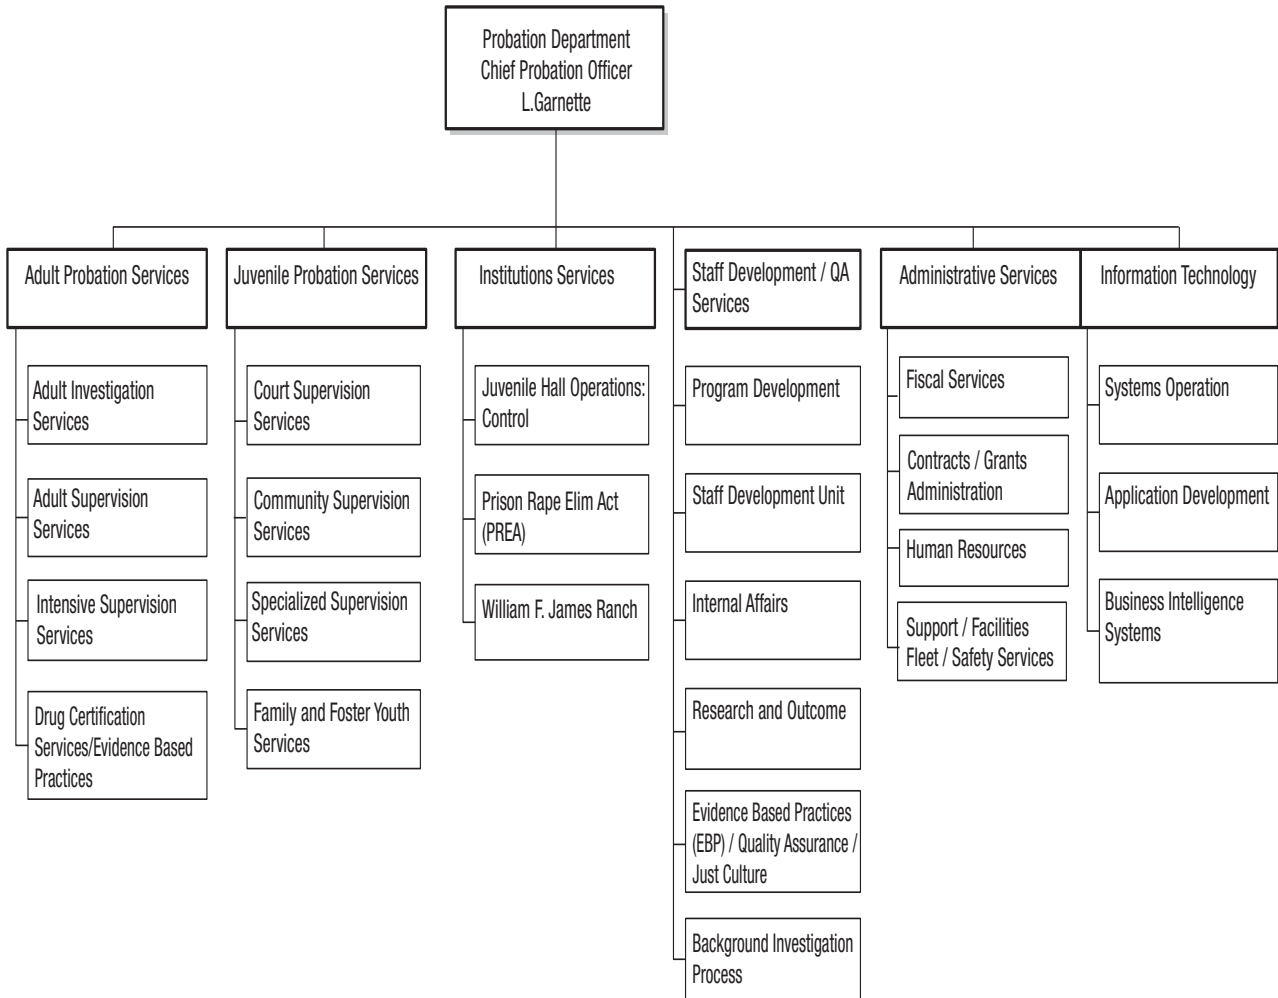 Probation Department
Chief Probation Officer
L.Garnette
Adult Probation Services
Adult Investigation
Services
Adult Supervision
Services
Intensive Supervision
Services
Drug Certification
Services/Evidence Based
Practices
Juvenile Probation Services
Court Supervision
Services
Community Supervision
Services
Specialized Supervision
Services
Family and Foster Youth
Services
Institutions Services
Juvenile Hall Operations:
Control
Prison Rape Elim Act
(PREA)
William F. James Ranch
Staff Development / QA
Services
Program Development
Staff Development Unit
Internal Affairs
Research and Outcome
Evidence Based Practices
(EBP) / Quality Assurance /
Just Culture
Background Investigation
Process
Administrative Services
Fiscal Services
Contracts / Grants
Administration
Human Resources
Support / Facilities
Fleet / Safety Services
Information Technology
Systems Operation
Application Development
Business Intelligence
Systems